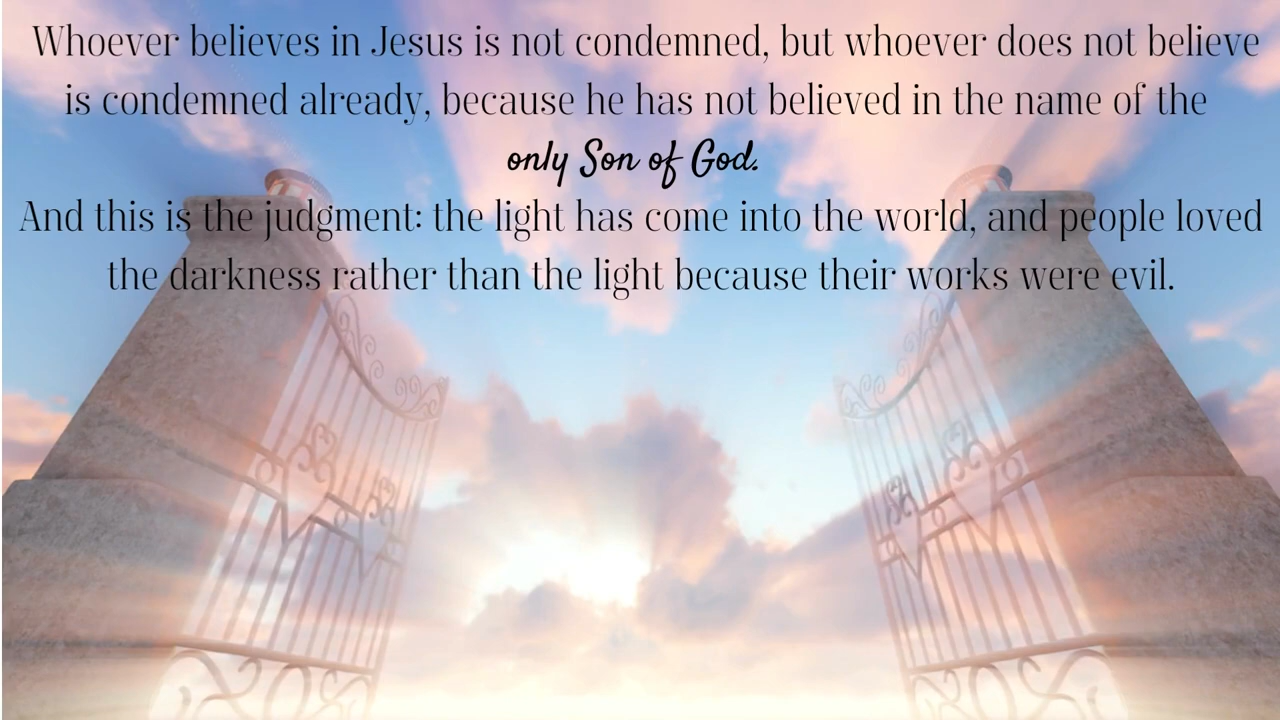 Whoever believes in Jesus is not condemned, but whoever does not believe
is condemned already, because he has not believed in the name of the
only Son of God.
And this is the judgment: the light has come into the world, and people loved
the darkness rather than the light because their works were evil.